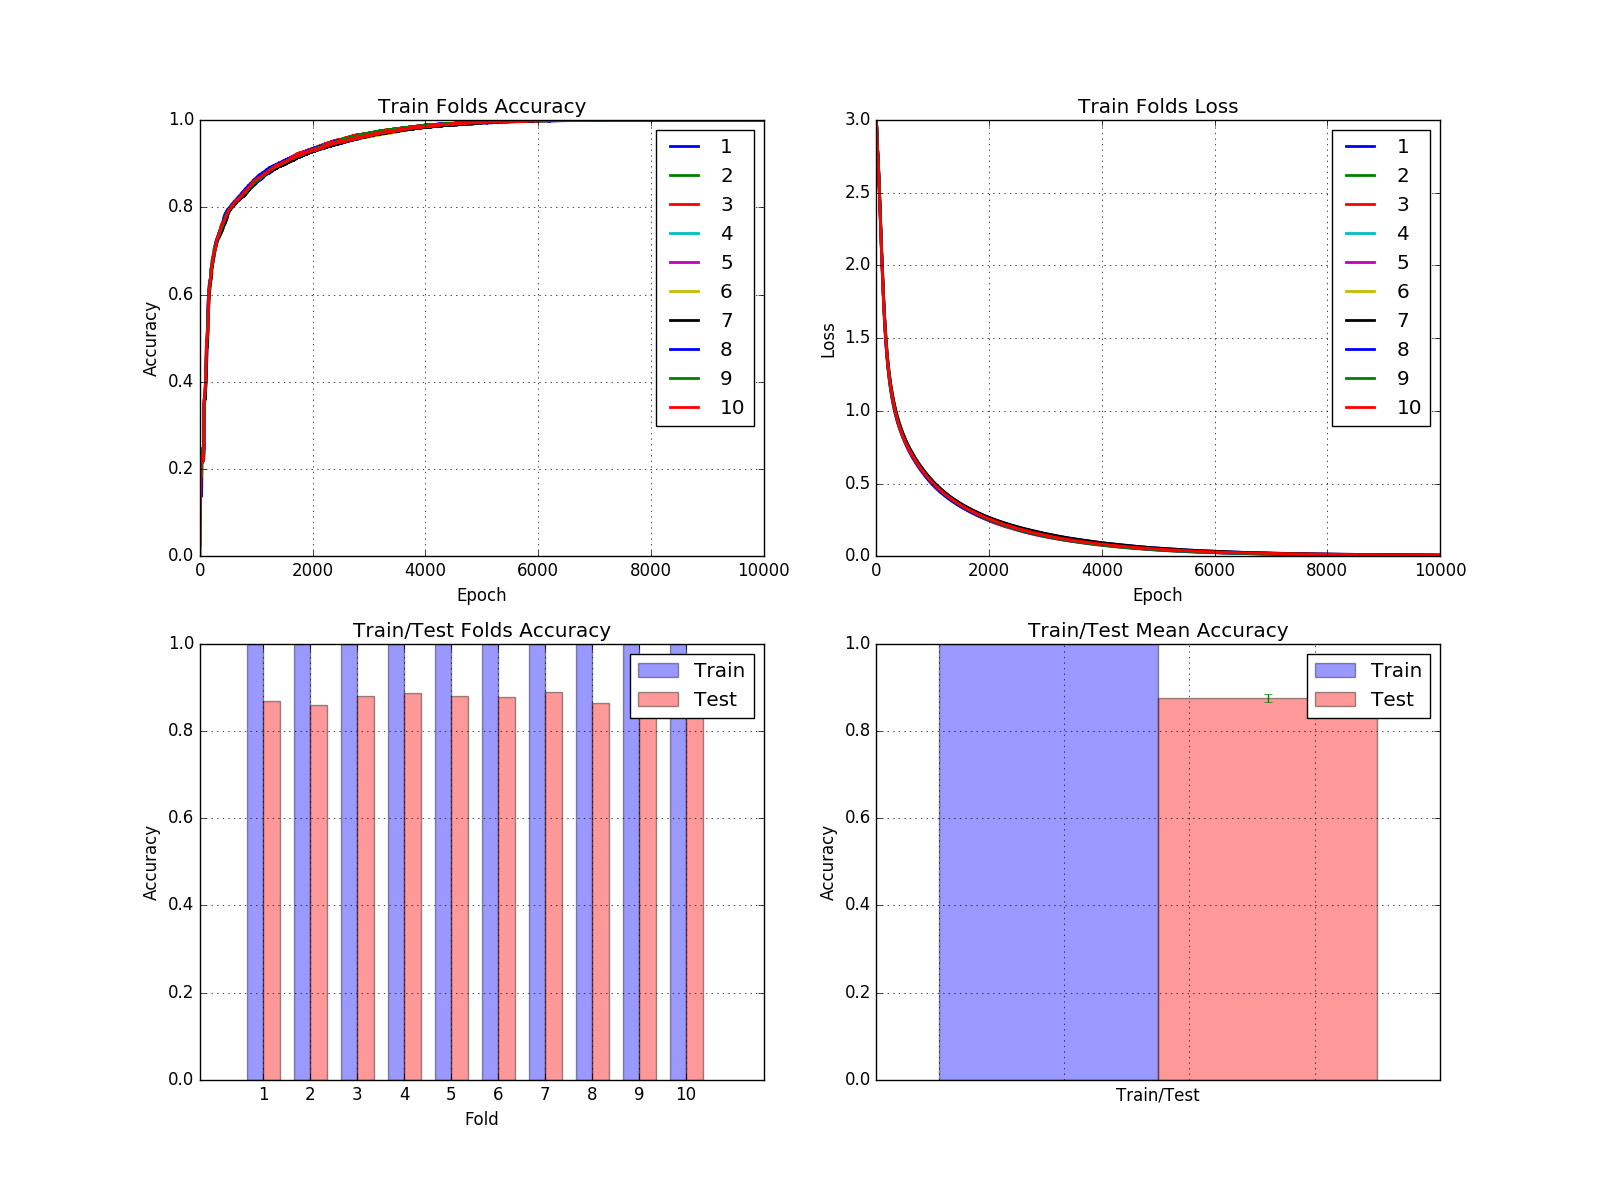 Train Folds Accuracy
1.0
0.8
0.6
0.4
0.2
0.0
Accuracy
0 2000 4000 6000 8000 10000
Epoch
1
2
3
4
5
6
7
8
9
10
Train Folds Loss
3.0
2.5
2.0
1.5
1.0
0.5
0.0
Loss
0 2000 4000 6000 8000 10000
Epoch
1
2
3
4
5
6
7
8
9
10
Train/Test Folds Accuracy
1.0
0.8
0.6
0.4
0.2
0.0
Accuracy
1 2 3 4 5 6 7 8 9 10
Fold
Train
Test
Train/Test Mean Accuracy
1.0
0.8
0.6
0.4
0.2
0.0
Accuracy
Train/Test
Train
Test